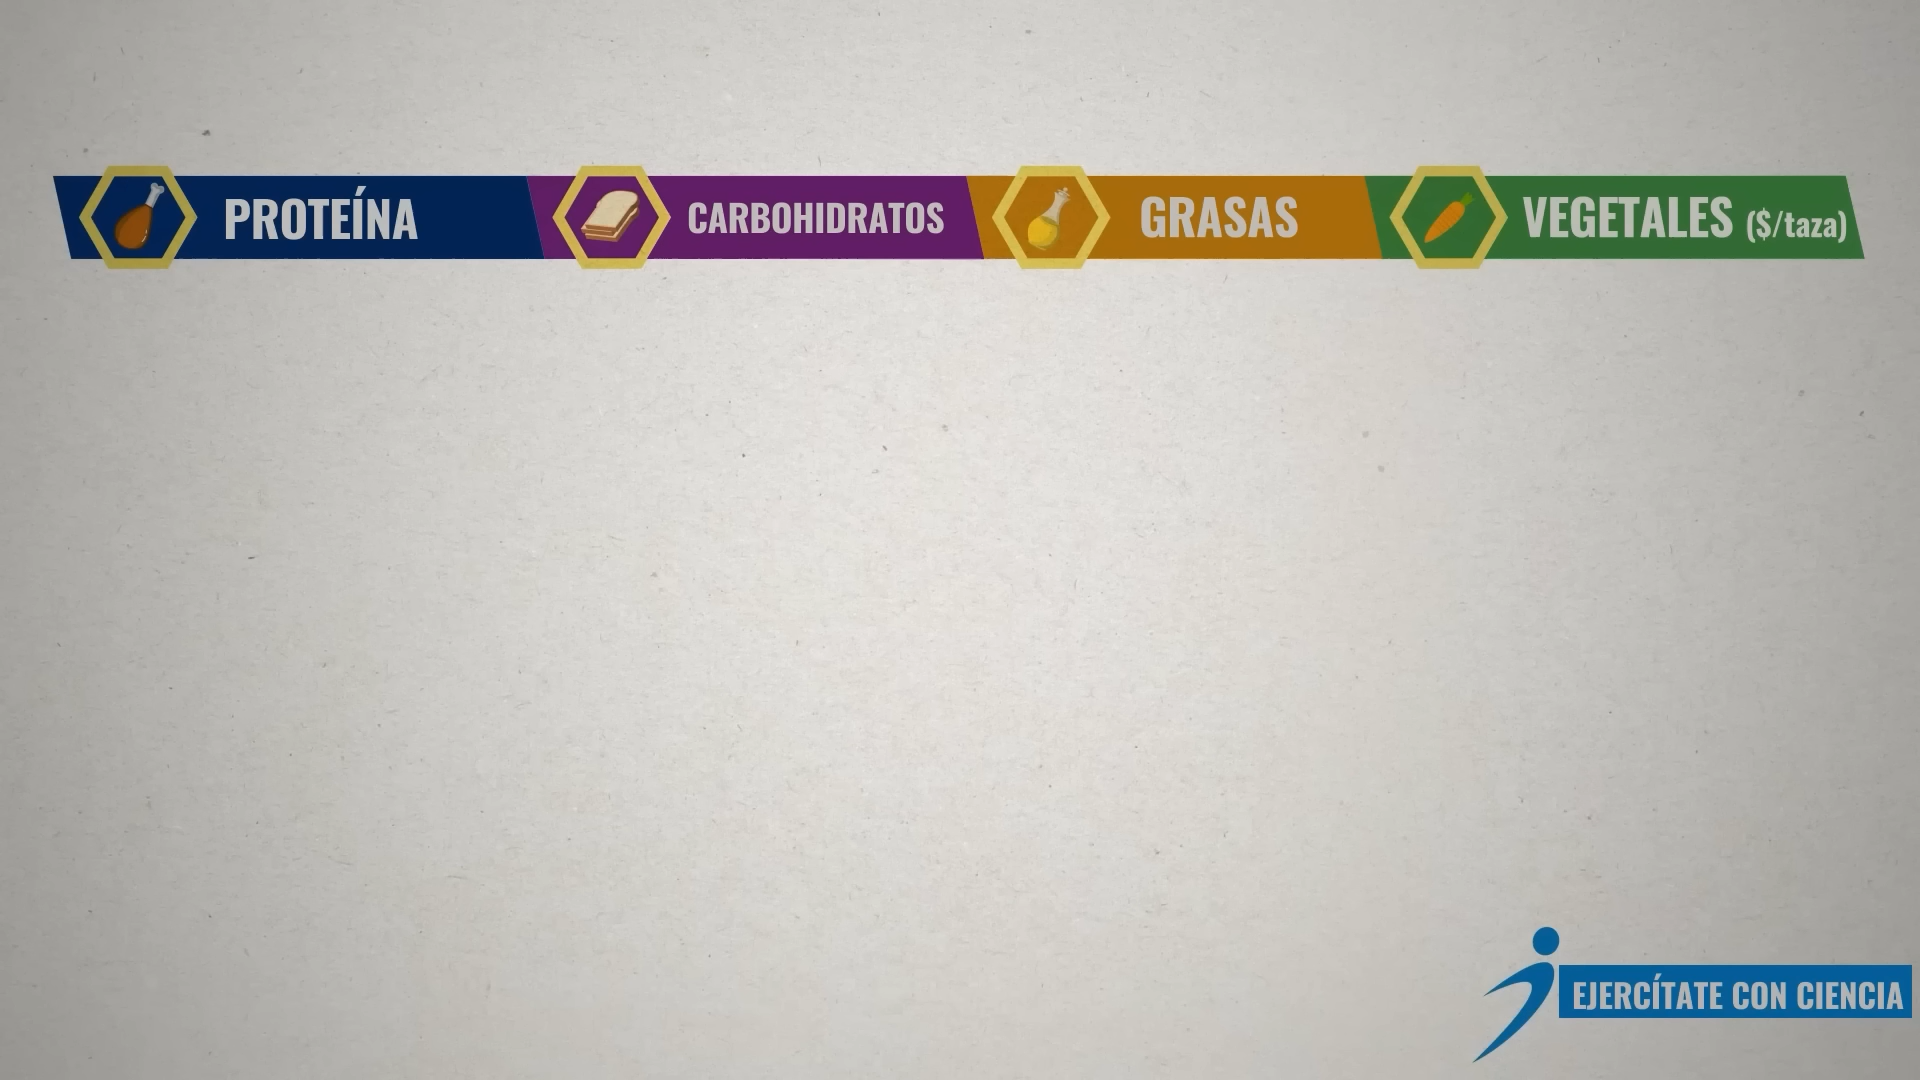 PROTEÍNA
CARBOHIDRATOS
GRASAS
VEGETALES ($/taza)
EJERCÍTATE CON CIENCIA